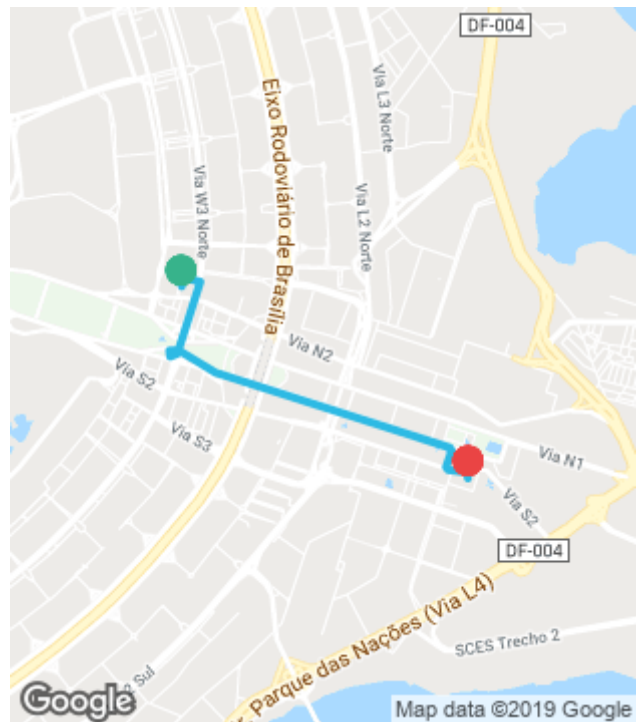 DF-004
Via L3 Norte
Eixo Rodoviário de Brasília
Via W3 Norte
Via L2 Norte
Via N2
Via S2
Via S3
Via N1
Via S2
DF-004
Parque das Nações (Via L4)
SCES Trecho 2
2 Sul
Google
Map data ©2019 Google